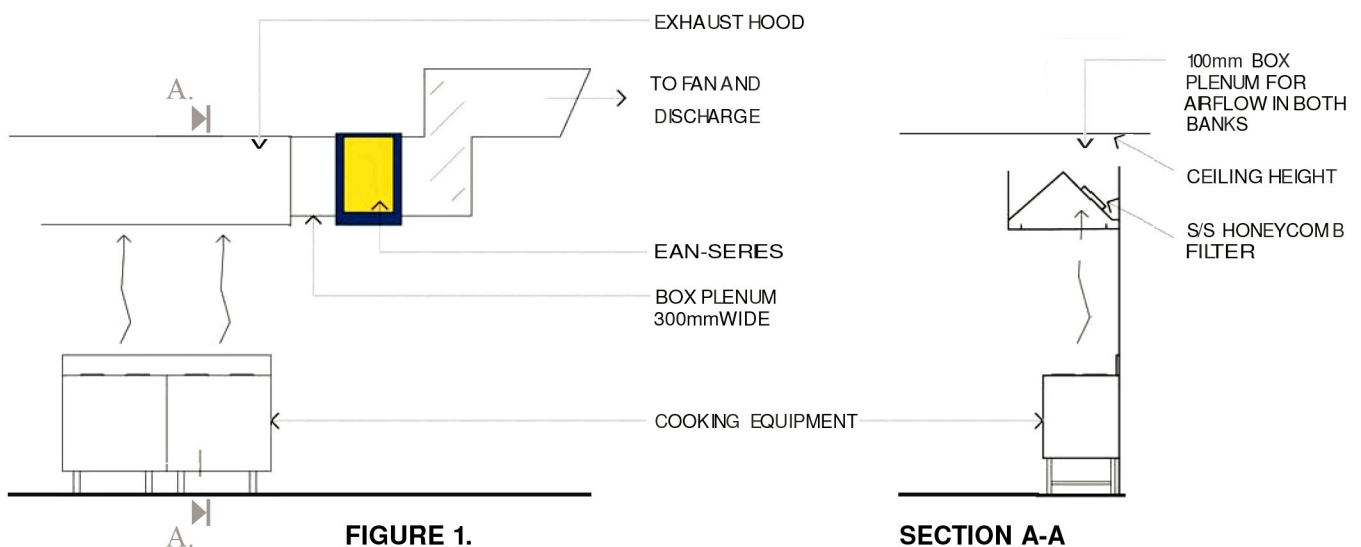 EXHAUST HOOD
A.
TO FAN AND
DISCHARGE
EAN-SERIES
BOX PLENUM
300mmWIDE
COOKING EQUIPMENT
A.
FIGURE 1.
100mm BOX
PLENUM FOR
AIRFLOW IN BOTH
BANKS
CEILING HEIGHT
S/S HONEYCOMB
FILTER
SECTION A-A